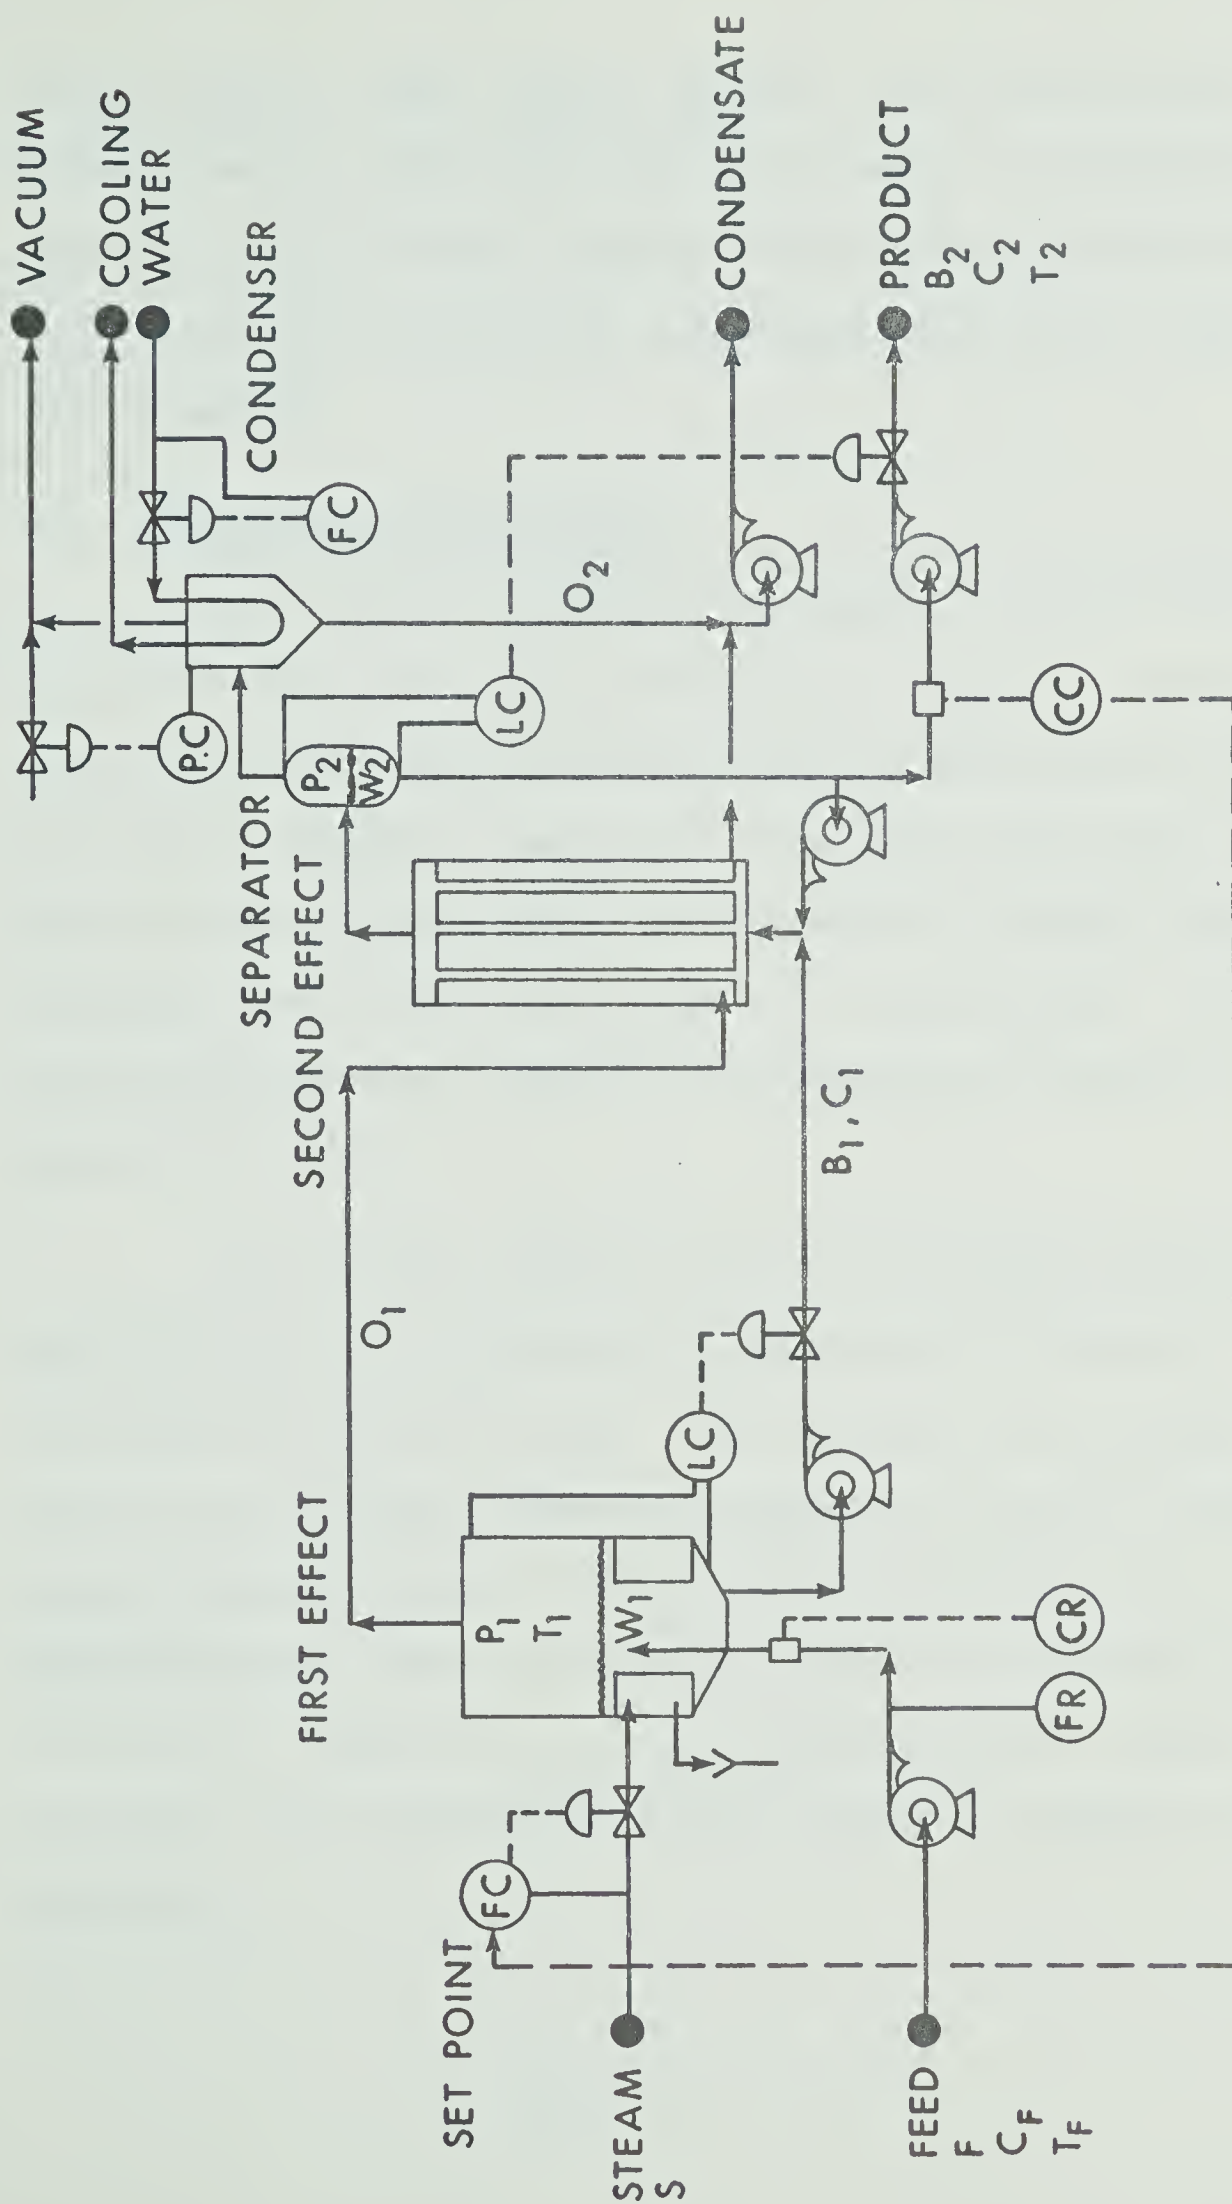 VACUUM
COOLING
WATER
CONDENSER
FC
P.C
SEPARATOR
P2
W2
LC
O2
CONDENSATE
PRODUCT
B2
C2
T2
CC
SECOND EFFECT
O1
B1, C1
FIRST EFFECT
P1
T1
W1
LC
CR
FR
SET POINT
FC
STEAM
S
FEED
F
CF
TF